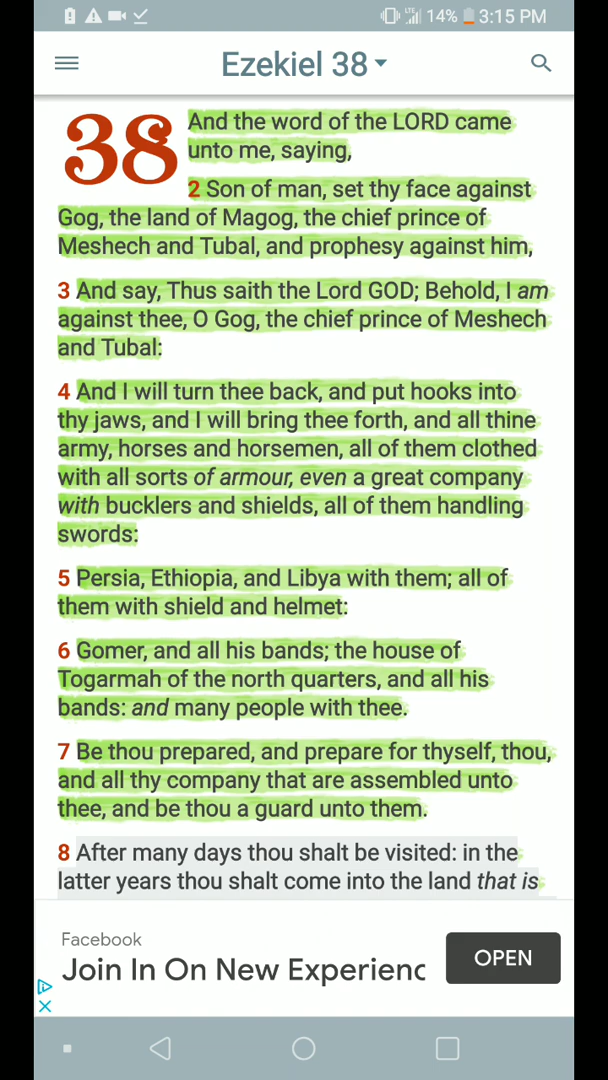 14% 3:15 PM
Ezekiel 38
38 And the word of the LORD came
unto me, saying,
2 Son of man, set thy face against
Gog, the land of Magog, the chief prince of
Meshech and Tubal, and prophesy against him,
3 And say, Thus saith the Lord GOD; Behold, I am
against thee, O Gog, the chief prince of Meshech
and Tubal:
4 And I will turn thee back, and put hooks into
thy jaws, and I will bring thee forth, and all thine
army, horses and horsemen, all of them clothed
with all sorts of armour, even a great company
with bucklers and shields, all of them handling
swords:
5 Persia, Ethiopia, and Libya with them; all of
them with shield and helmet:
6 Gomer, and all his bands; the house of
Togarmah of the north quarters, and all his
bands: and many people with thee.
7 Be thou prepared, and prepare for thyself, thou,
and all thy company that are assembled unto
thee, and be thou a guard unto them.
8 After many days thou shalt be visited: in the
latter years thou shalt come into the land that is
Facebook
Join In On New Experienc
OPEN